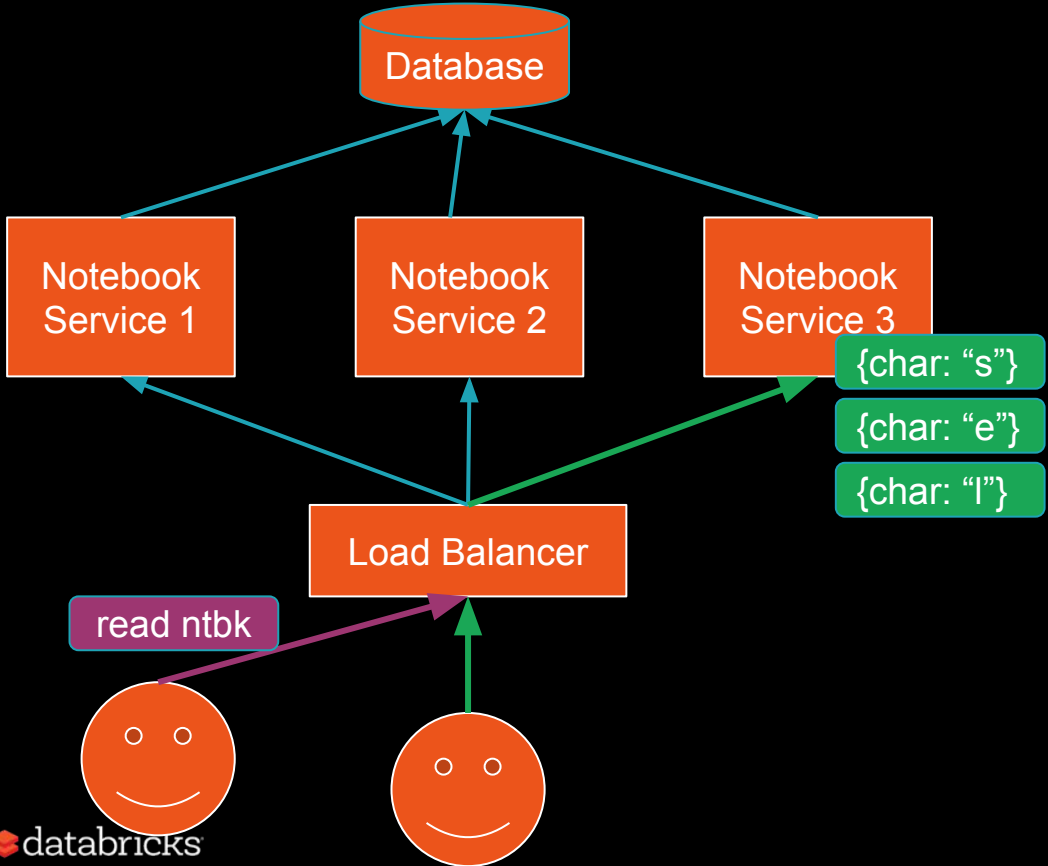 Database
Notebook
Service 1
Notebook
Service 2
Notebook
Service 3
{char: “s”}
{char: “e”}
{char: “l”}
Load Balancer
read ntbk
databricks